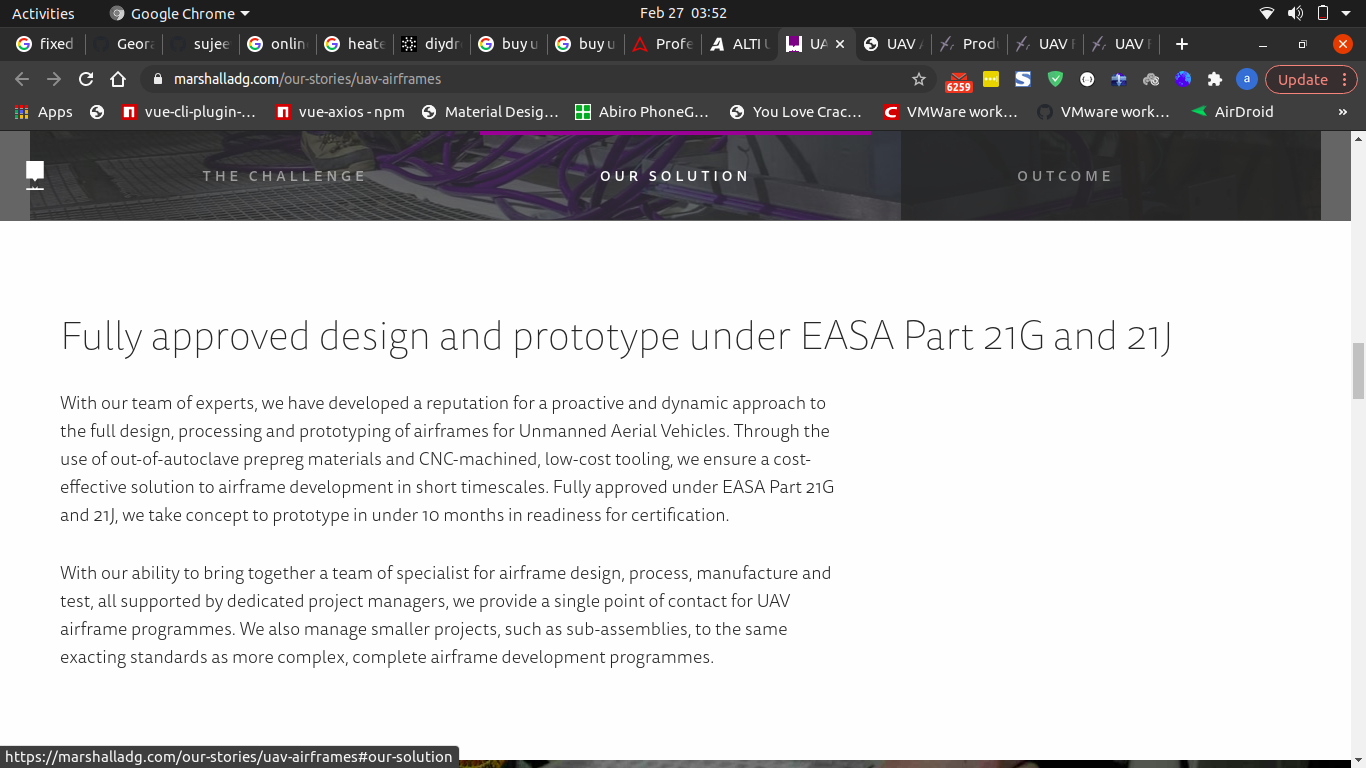 Activities
Google Chrome
Feb 27 03:52
fixed
Geora
sujee
online
heate
diydr
buy u
buy u
Profe
ALTI U
UA
UAV A
Produ
UAV F
UAV F
marshalladg.com/our-stories/uav-airframes
6259
a
Update
Apps
vue-cli-plugin-...
vue-axios - npm
Material Desig...
Abiro PhoneG...
You Love Crac...
VMWare work...
VMware work...
AirDroid
»
THE CHALLENGE
OUR SOLUTION
OUTCOME
Fully approved design and prototype under EASA Part 21G and 21J
With our team of experts, we have developed a reputation for a proactive and dynamic approach to
the full design, processing and prototyping of airframes for Unmanned Aerial Vehicles. Through the
use of out-of-autoclave prepreg materials and CNC-machined, low-cost tooling, we ensure a cost-
effective solution to airframe development in short timescales. Fully approved under EASA Part 21G
and 21J, we take concept to prototype in under 10 months in readiness for certification.
With our ability to bring together a team of specialist for airframe design, process, manufacture and
test, all supported by dedicated project managers, we provide a single point of contact for UAV
airframe programmes. We also manage smaller projects, such as sub-assemblies, to the same
exacting standards as more complex, complete airframe development programmes.
https://marshalladg.com/our-stories/uav-airframes#our-solution